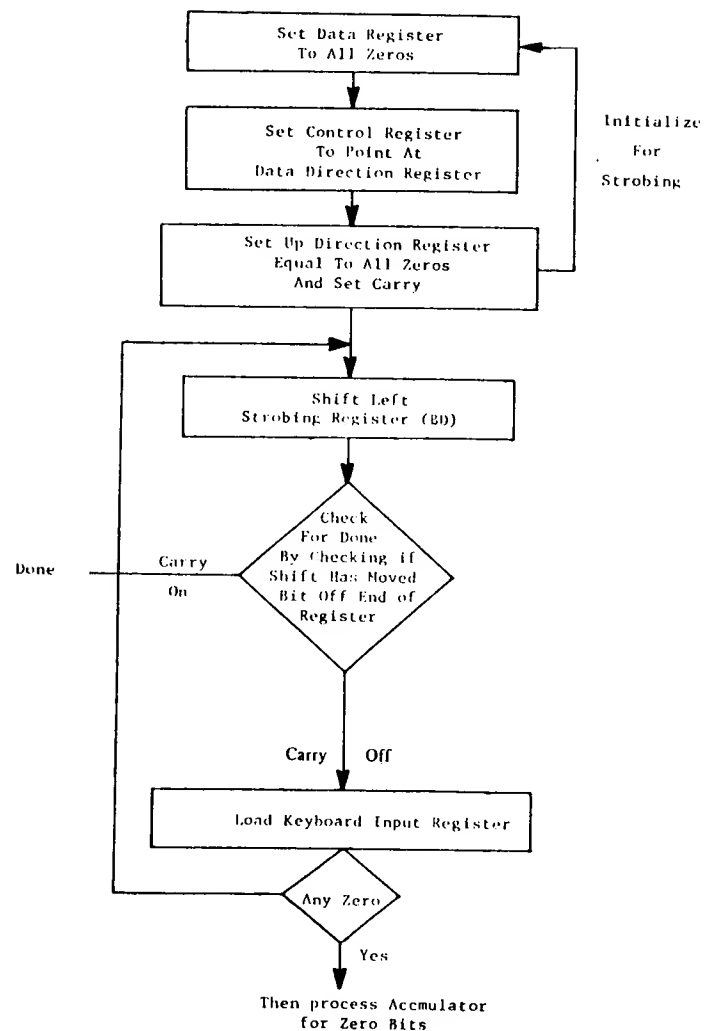 Set Data Register
To All Zeros
Set Control Register
To Point At
Data Direction Register
Initialize
For
Strobing
Set Up Direction Register
Equal To All Zeros
And Set Carry
Shift Left
Strobing Register (BD)
Check
For Done
By Checking if
Shift Has Moved
Bit Off End of
Register
Done
Carry
On
Carry Off
Load Keyboard Input Register
Any Zero
Yes
Then process Accmulator
for Zero Bits